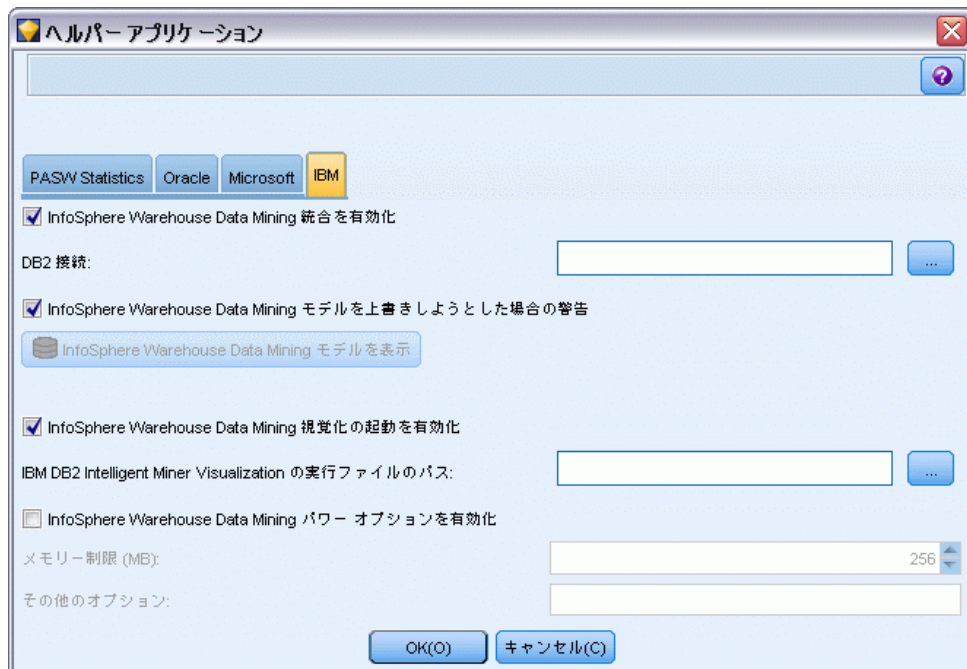 ヘルパー アプリケーション
PASW Statistics Oracle Microsoft IBM
InfoSphere Warehouse Data Mining 統合を有効化
DB2 接続:
...
InfoSphere Warehouse Data Mining モデルを上書きしようとした場合の警告
InfoSphere Warehouse Data Mining モデルを表示
InfoSphere Warehouse Data Mining 視覚化の起動を有効化
IBM DB2 Intelligent Miner Visualization の実行ファイルのパス:
...
InfoSphere Warehouse Data Mining パワー オプションを有効化
メモリー制限 (MB): 256
その他のオプション:
OK(O) キャンセル(C)